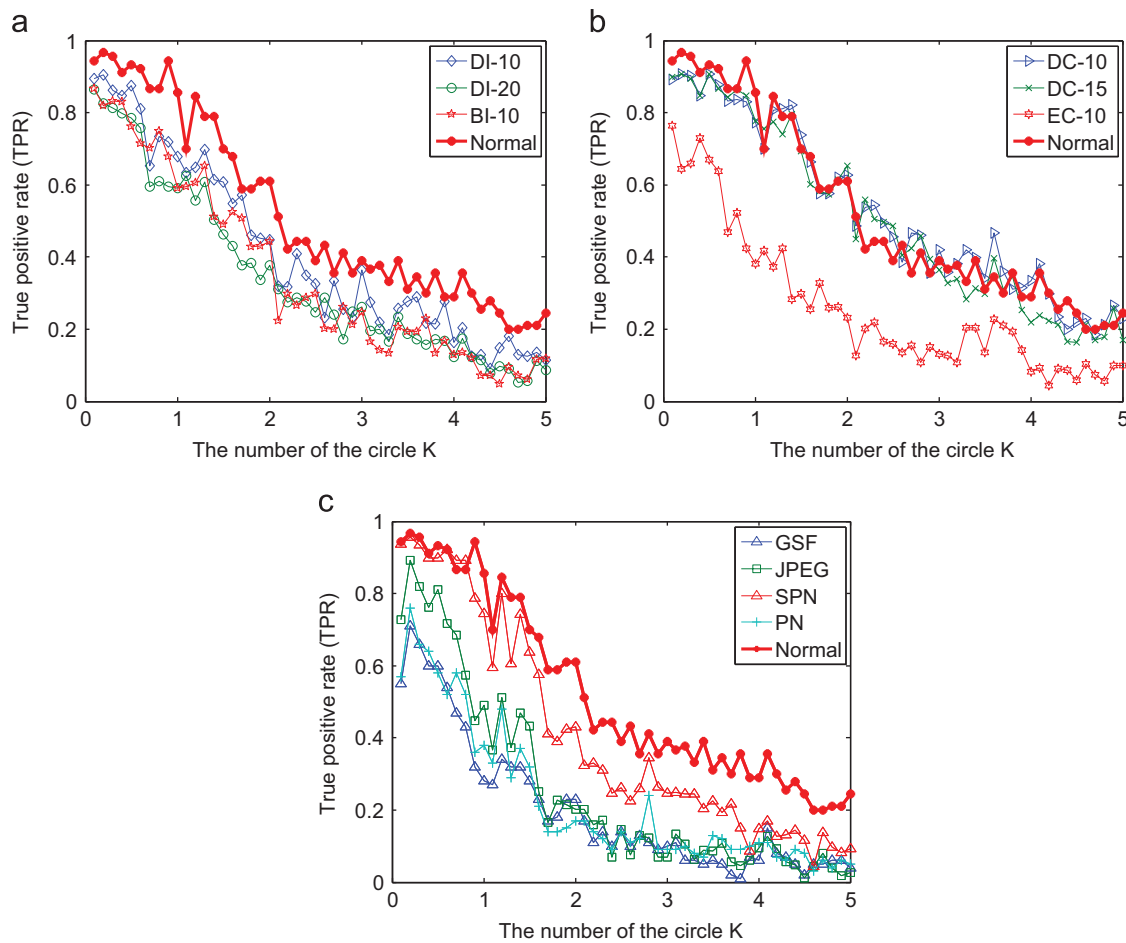 a
1
0.8
0.6
0.4
0.2
0
0
1
2
3
4
5
True positive rate (TPR)
The number of the circle K
DI-10
DI-20
BI-10
Normal
b
1
0.8
0.6
0.4
0.2
0
0
1
2
3
4
5
True positive rate (TPR)
The number of the circle K
DC-10
DC-15
EC-10
Normal
c
1
0.8
0.6
0.4
0.2
0
0
1
2
3
4
5
True positive rate (TPR)
The number of the circle K
GSF
JPEG
SPN
PN
Normal